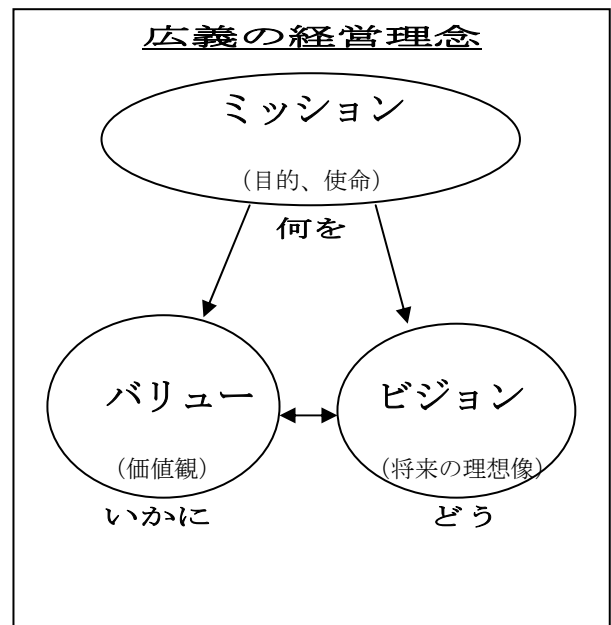 広義の経営理念
ミッション
（目的、使命）
何を
バリュー
（価値観）
いかに
ビジョン
（将来の理想像）
どう